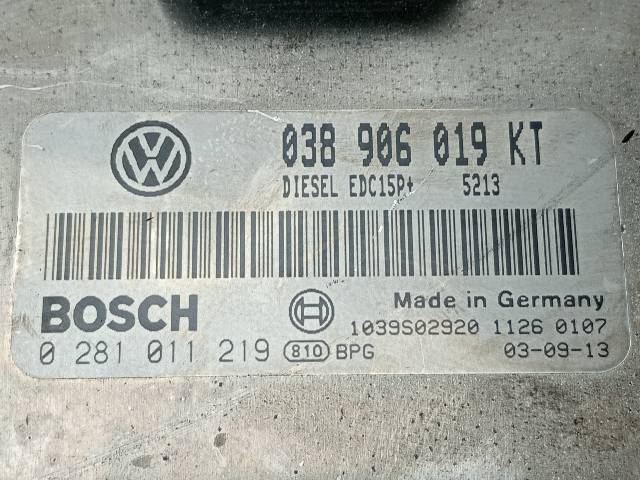 038 906 019 KT
DIESEL EDC15P+ 5213
BOSCH
Made in Germany
1039S02920 1126 0107
0 281 011 219 810 BPG 03-09-13